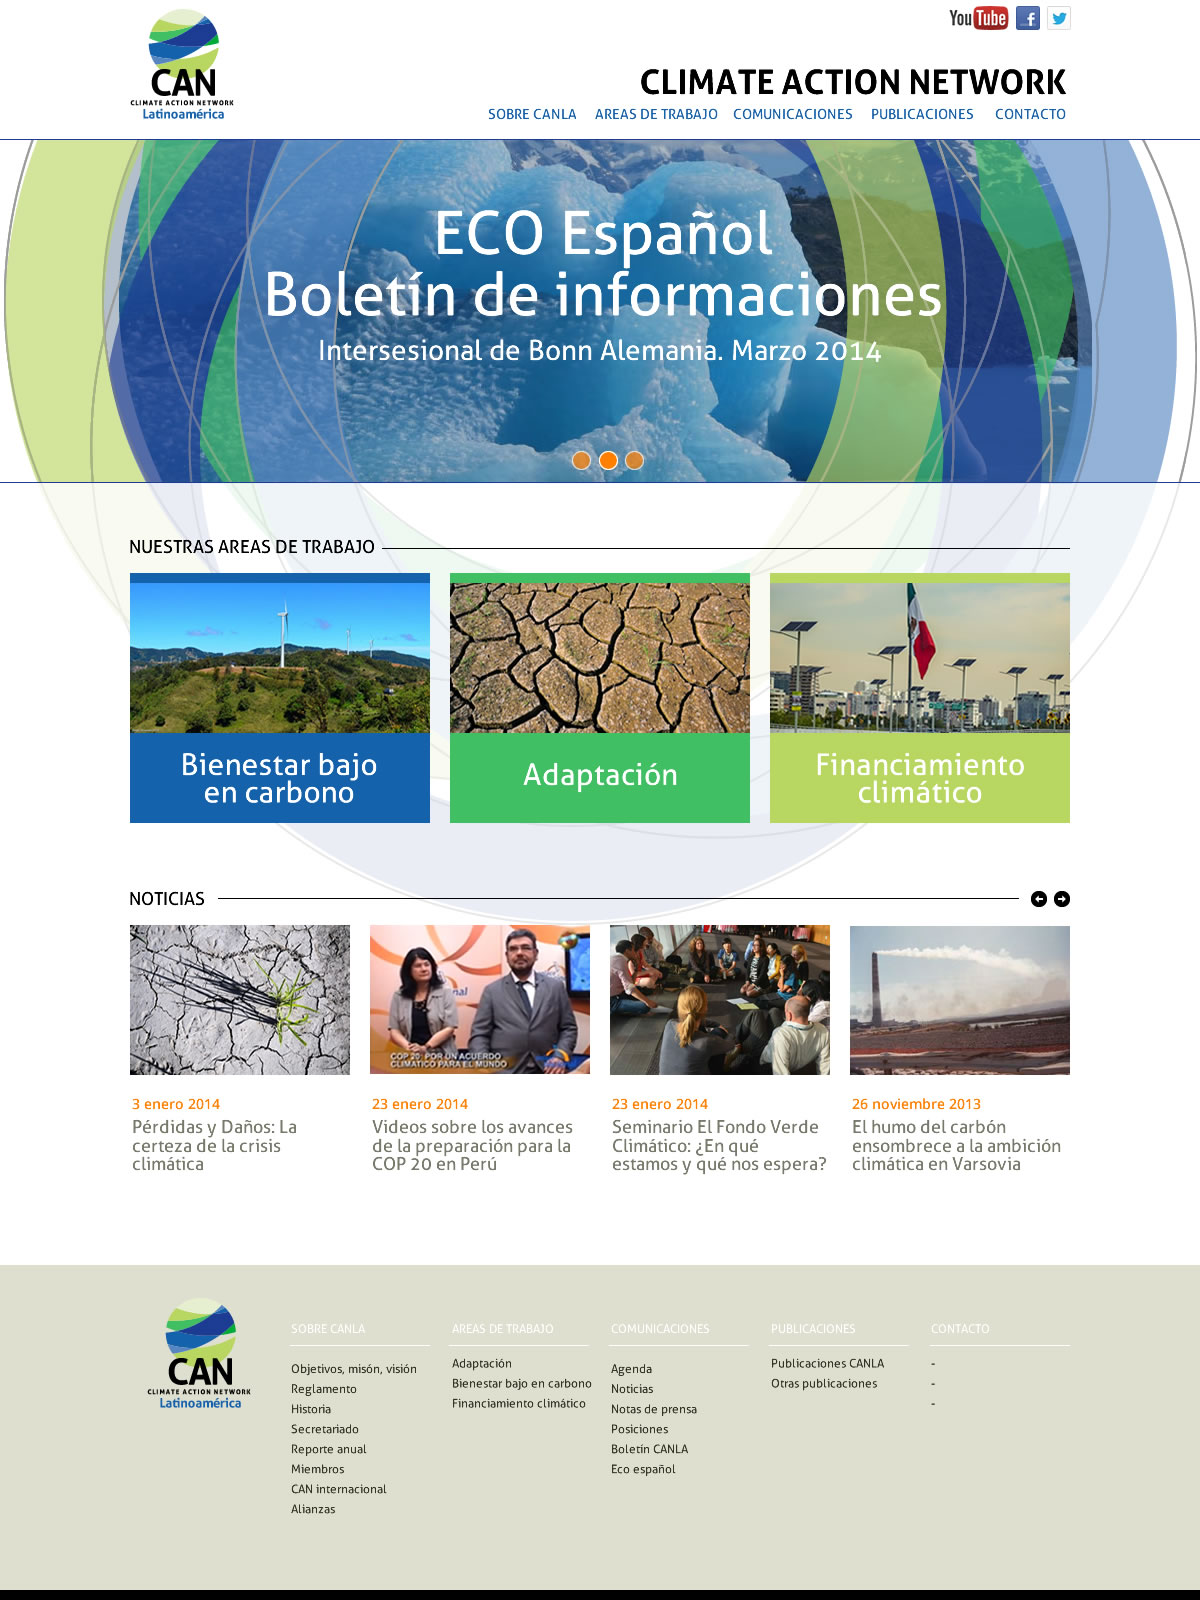 CAN
CLIMATE ACTION NETWORK
Latinoamérica
You Tube
f
CLIMATE ACTION NETWORK
SOBRE CANLA AREAS DE TRABAJO COMUNICACIONES PUBLICACIONES CONTACTO
ECO Español
Boletín de informaciones
Intersesional de Bonn Alemania. Marzo 2014
NUESTRAS AREAS DE TRABAJO
Bienestar bajo
en carbono
Adaptación
Financiamiento
climático
NOTICIAS
nal
COP 20: POR UN ACUERDO
CLIMATICO PARA EL MUNDO
3 enero 2014
Pérdidas y Daños: La
certeza de la crisis
climática
23 enero 2014
Videos sobre los avances
de la preparación para la
COP 20 en Perú
23 enero 2014
Seminario El Fondo Verde
Climático: ¿En qué
estamos y qué nos espera?
26 noviembre 2013
El humo del carbón
ensombrece a la ambición
climática en Varsovia
CAN
CLIMATE ACTION NETWORK
Latinoamérica
SOBRE CANLA
Objetivos, misón, visión
Reglamento
Historia
Secretariado
Reporte anual
Miembros
CAN internacional
Alianzas
AREAS DE TRABAJO
Adaptación
Bienestar bajo en carbono
Financiamiento climático
COMUNICACIONES
Agenda
Noticias
Notas de prensa
Posiciones
Boletin CANLA
Eco español
PUBLICACIONES
Publicaciones CANLA
Otras publicaciones
CONTACTO
-
-
-